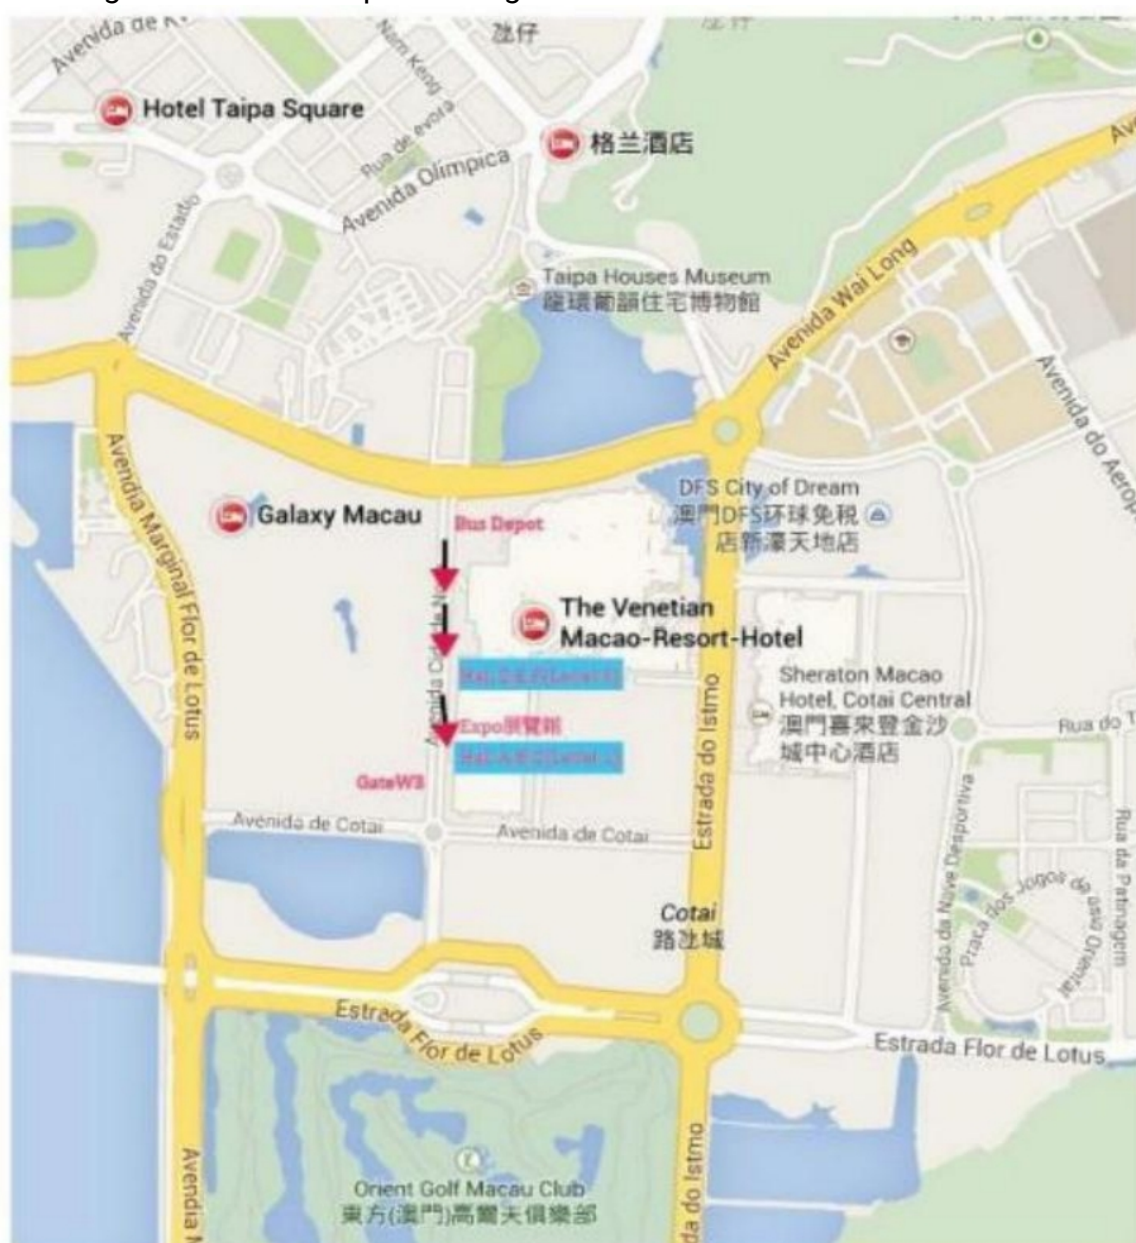 氹仔
Avenida de
Nam Keng
Hotel Taipa Square
格兰酒店
Rua de evora
Avenida Olímpica
Avenida do Estadio
Taipa Houses Museum
龍環葡韻住宅博物館
Avenida Wai Long
Avendia Marginal Flor de Lotus
Avenida do Aerop
Galaxy Macau
Bus Depot
DFS City of Dream
澳門DFS环球免税
店新濠天地店
The Venetian
Macao-Resort-Hotel
Sheraton Macao
Hotel, Cotai Central
澳門喜來登金沙
城中心酒店
Expo展覽館
GateW3
Rua do T
Estrada do Istmo
Avenida de Cotai
Avenida de Cotai
Avenida da Nave Desportiva
Rua da Patinagem
Praca dos Jogos da asia Oriental
Cotai
路氹城
Estrada Flor de Lotus
Estrada Flor de Lotus
Orient Golf Macau Club
東方(澳門)高爾夫俱樂部
Avendia M
da do Istmo